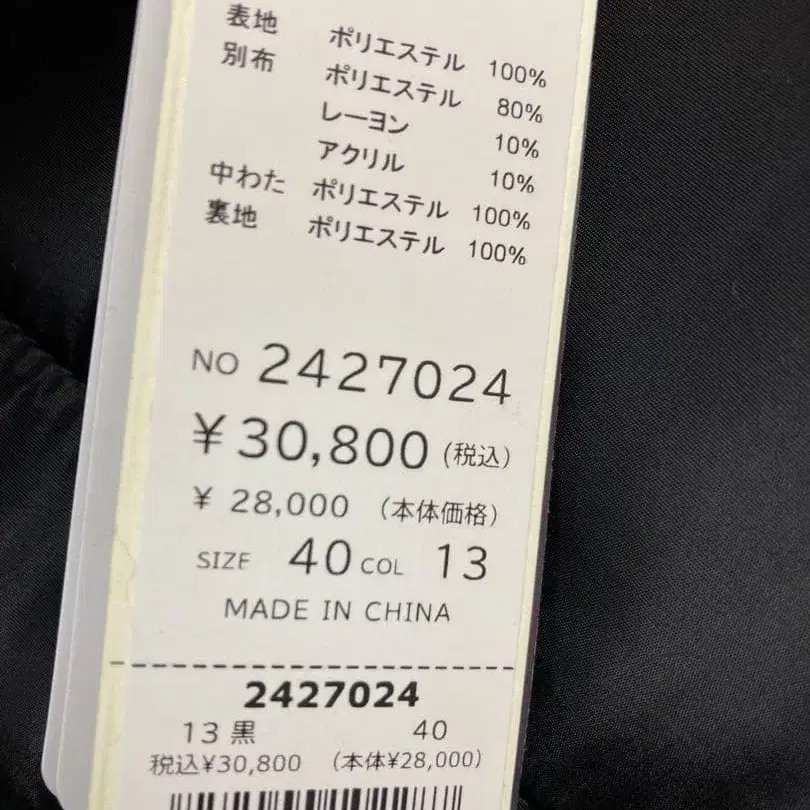 表地 ポリエステル 100%
別布 ポリエステル 80%
レーヨン 10%
アクリル 10%
中わた ポリエステル 100%
裏地 ポリエステル 100%
NO 2427024
¥30,800 (税込)
¥ 28,000 (本体価格)
SIZE 40 COL 13
MADE IN CHINA
2427024
13 黒 40
税込¥30,800 (本体¥28,000)